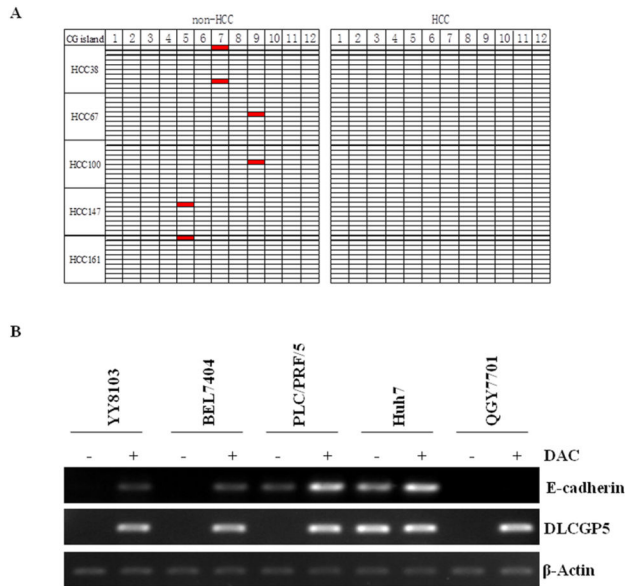 A
non-HCC HCC
CG island 1 2 3 4 5 6 7 8 9 10 11 12 1 2 3 4 5 6 7 8 9 10 11 12
HCC38
HCC67
HCC100
HCC147
HCC161
B
YY8103 BEL7404 PLC/PRF/5 Huh7 QGY7701
- + - + - + - + - + DAC
E-cadherin
DLCGP5
β-Actin